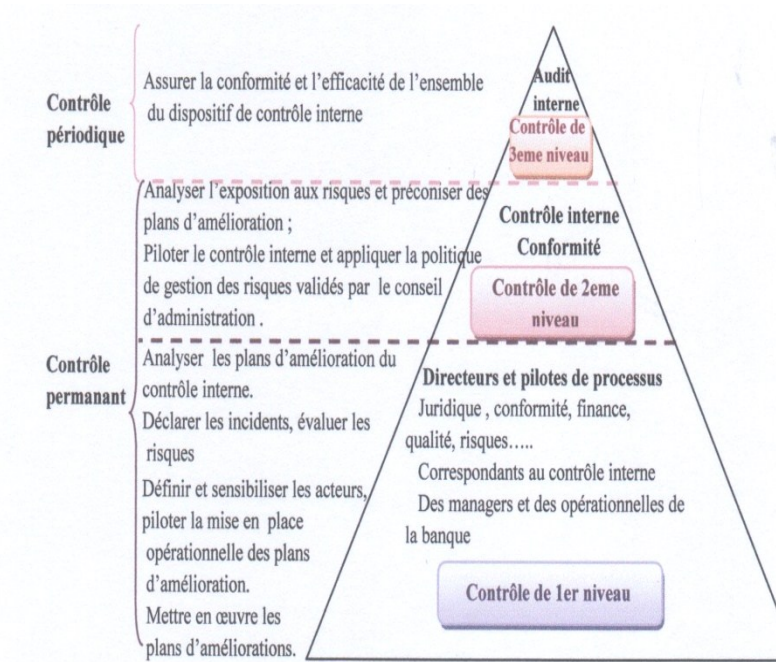 Contrôle
périodique
Assurer la conformité et l'efficacité de l'ensemble
du dispositif de contrôle interne
Audit
interne
Contrôle de
3eme niveau
Contrôle
permanant
Analyser l'exposition aux risques et préconiser des
plans d'amélioration ;
Piloter le contrôle interne et appliquer la politique
de gestion des risques validés par le conseil
d'administration .
Contrôle interne
Conformité
Contrôle de 2eme
niveau
Analyser les plans d'amélioration du
contrôle interne.
Déclarer les incidents, évaluer les
risques
Définir et sensibiliser les acteurs,
piloter la mise en place
opérationnelle des plans
d'amélioration.
Mettre en œuvre les
plans d'améliorations.
Directeurs et pilotes de processus
Juridique , conformité, finance,
qualité, risques…..
Correspondants au contrôle interne
Des managers et des opérationnelles de
la banque
Contrôle de 1er niveau